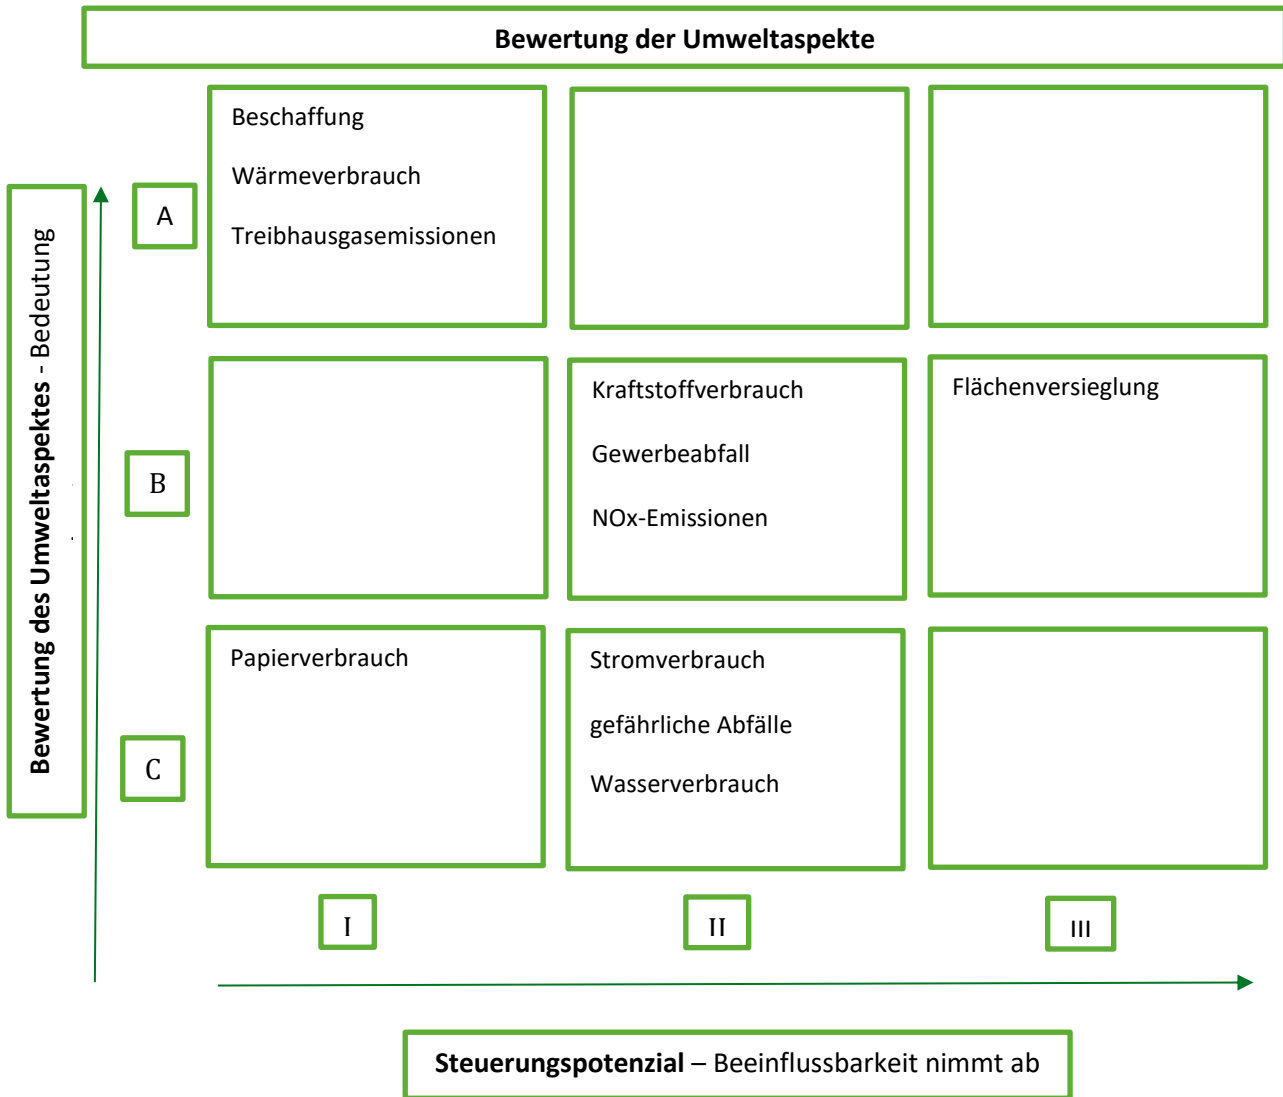 Bewertung der Umweltaspekte
Bewertung des Umweltaspektes - Bedeutung
A
Beschaffung
Wärmeverbrauch
Treibhausgasemissionen
B
Kraftstoffverbrauch
Gewerbeabfall
NOx-Emissionen
Flächenversieglung
C
Papierverbrauch
Stromverbrauch
gefährliche Abfälle
Wasserverbrauch
I
II
III
Steuerungspotenzial – Beeinflussbarkeit nimmt ab